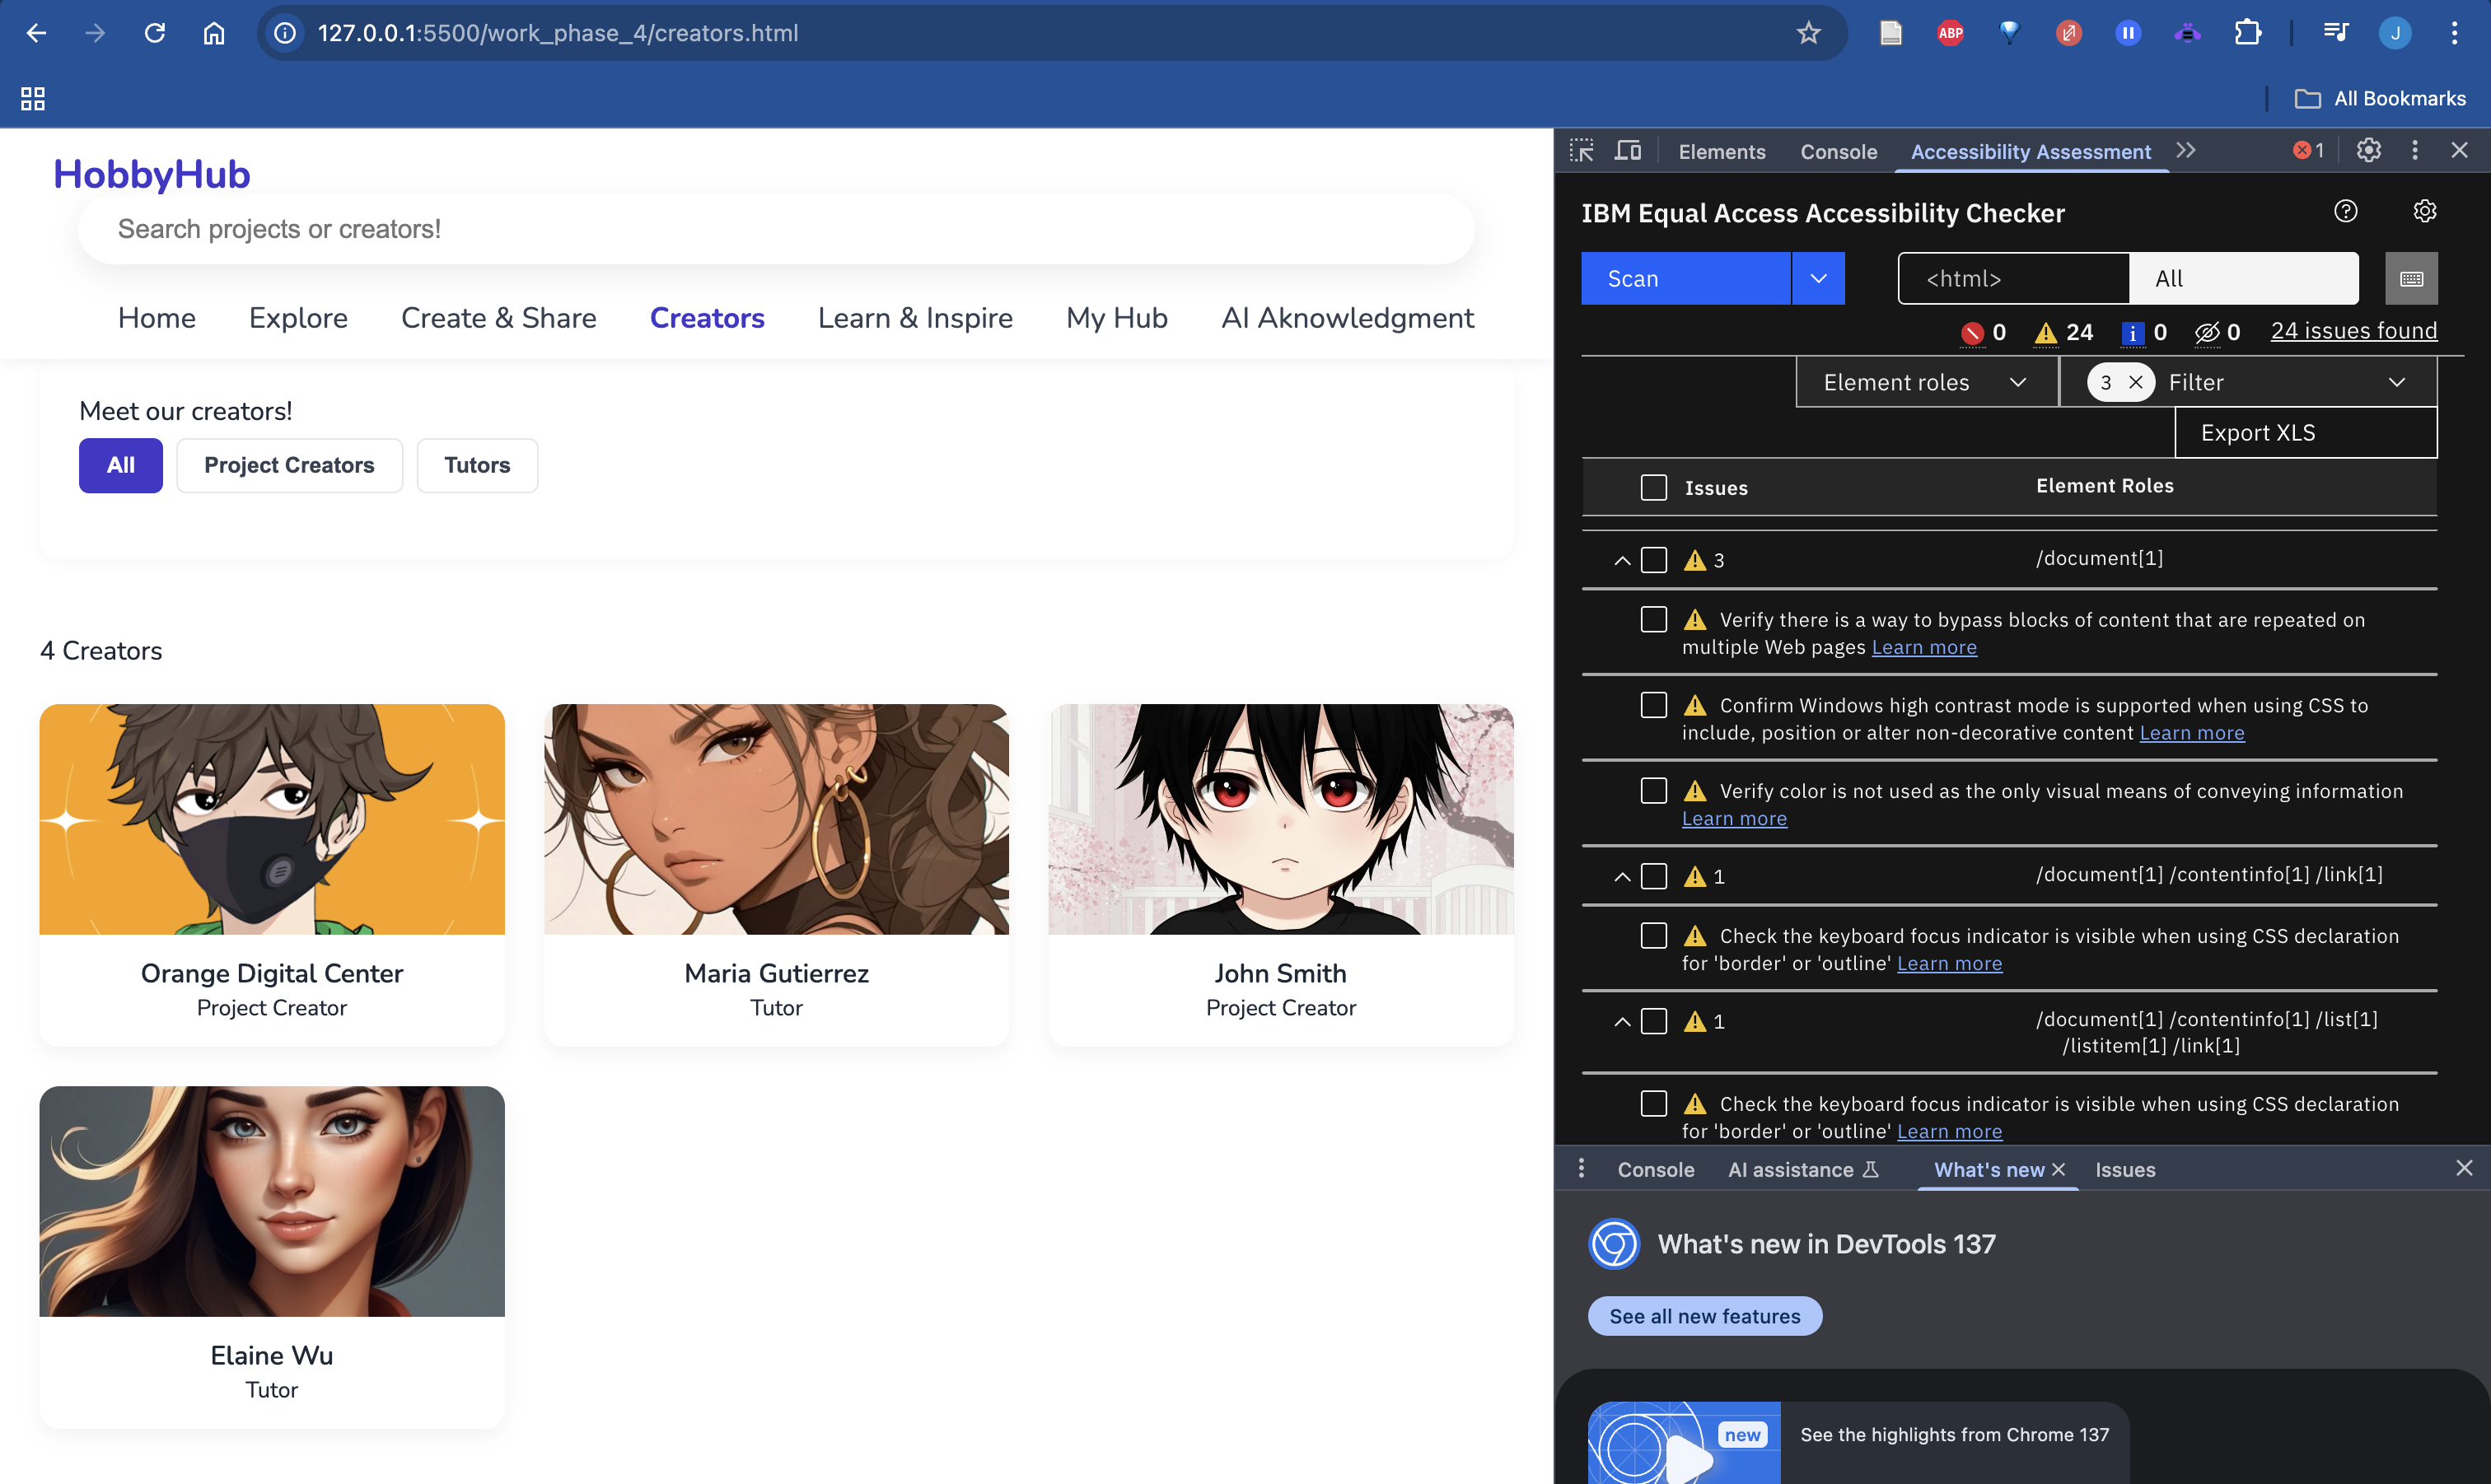 127.0.0.1:5500/work_phase_4/creators.html
ABP
J
All Bookmarks
HobbyHub
Search projects or creators!
Home
Explore
Create & Share
Creators
Learn & Inspire
My Hub
AI Aknowledgment
Meet our creators!
All
Project Creators
Tutors
4 Creators
Orange Digital Center
Project Creator
Maria Gutierrez
Tutor
John Smith
Project Creator
Elaine Wu
Tutor
Elements
Console
Accessibility Assessment
1
IBM Equal Access Accessibility Checker
Scan
<html>
All
0
24
0
0
24 issues found
Element roles
3
Filter
Export XLS
Issues
Element Roles
3
/document[1]
Verify there is a way to bypass blocks of content that are repeated on
multiple Web pages Learn more
Confirm Windows high contrast mode is supported when using CSS to
include, position or alter non-decorative content Learn more
Verify color is not used as the only visual means of conveying information
Learn more
1
/document[1] /contentinfo[1] /link[1]
Check the keyboard focus indicator is visible when using CSS declaration
for 'border' or 'outline' Learn more
1
/document[1] /contentinfo[1] /list[1]
/listitem[1] /link[1]
Check the keyboard focus indicator is visible when using CSS declaration
for 'border' or 'outline' Learn more
Console
AI assistance
What's new
Issues
What's new in DevTools 137
See all new features
new
See the highlights from Chrome 137